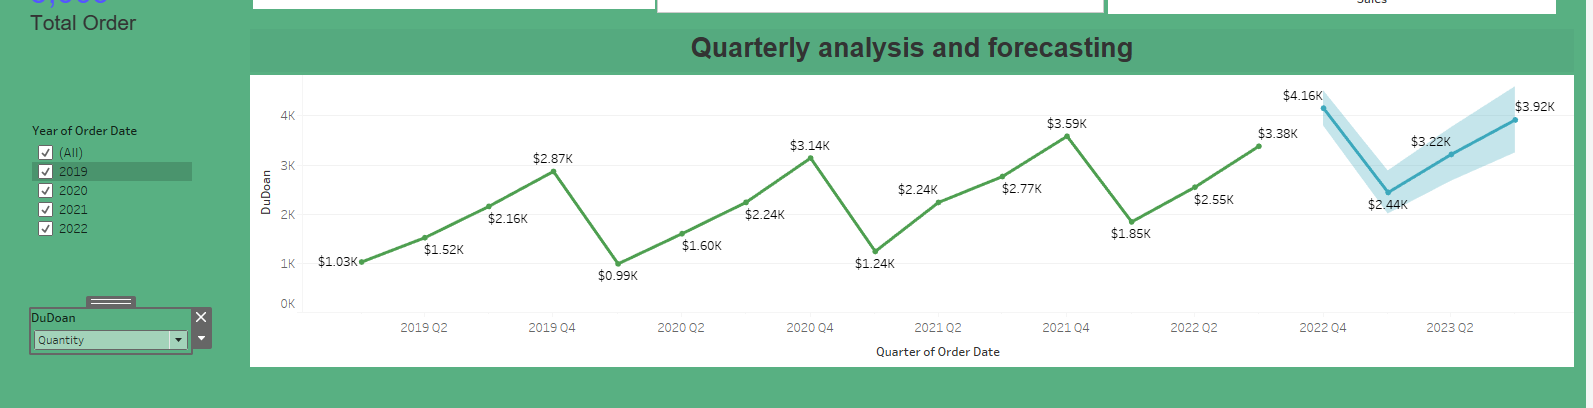 Total Order
Sales
Quarterly analysis and forecasting
Year of Order Date
(All)
2019
2020
2021
2022
DuDoan
Quantity
DuDoan
4K
3K
2K
1K
0K
$1.03K
$1.52K
$2.16K
$2.87K
$0.99K
$1.60K
$2.24K
$3.14K
$1.24K
$2.24K
$2.77K
$3.59K
$1.85K
$2.55K
$3.38K
$4.16K
$2.44K
$3.22K
$3.92K
2019 Q2
2019 Q4
2020 Q2
2020 Q4
2021 Q2
2021 Q4
2022 Q2
2022 Q4
2023 Q2
Quarter of Order Date